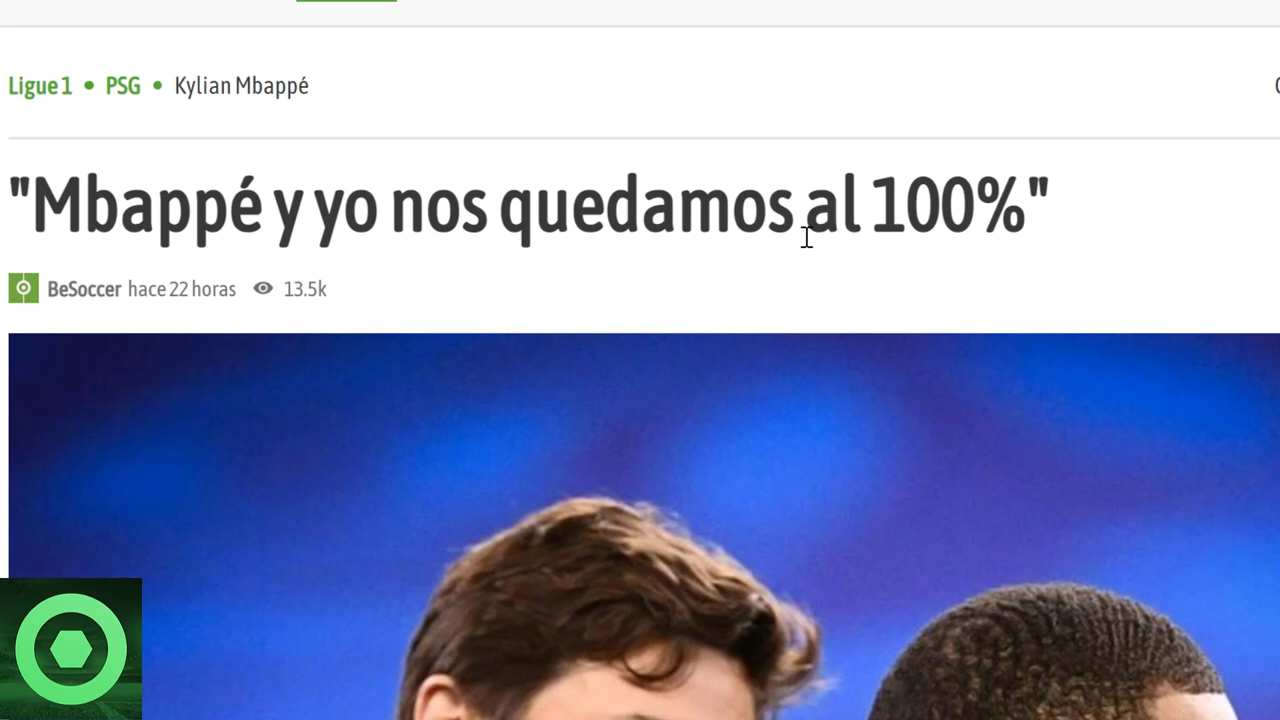 Ligue 1 • PSG • Kylian Mbappé
"Mbappé y yo nos quedamos al 100%"
BeSoccer hace 22 horas 13.5k